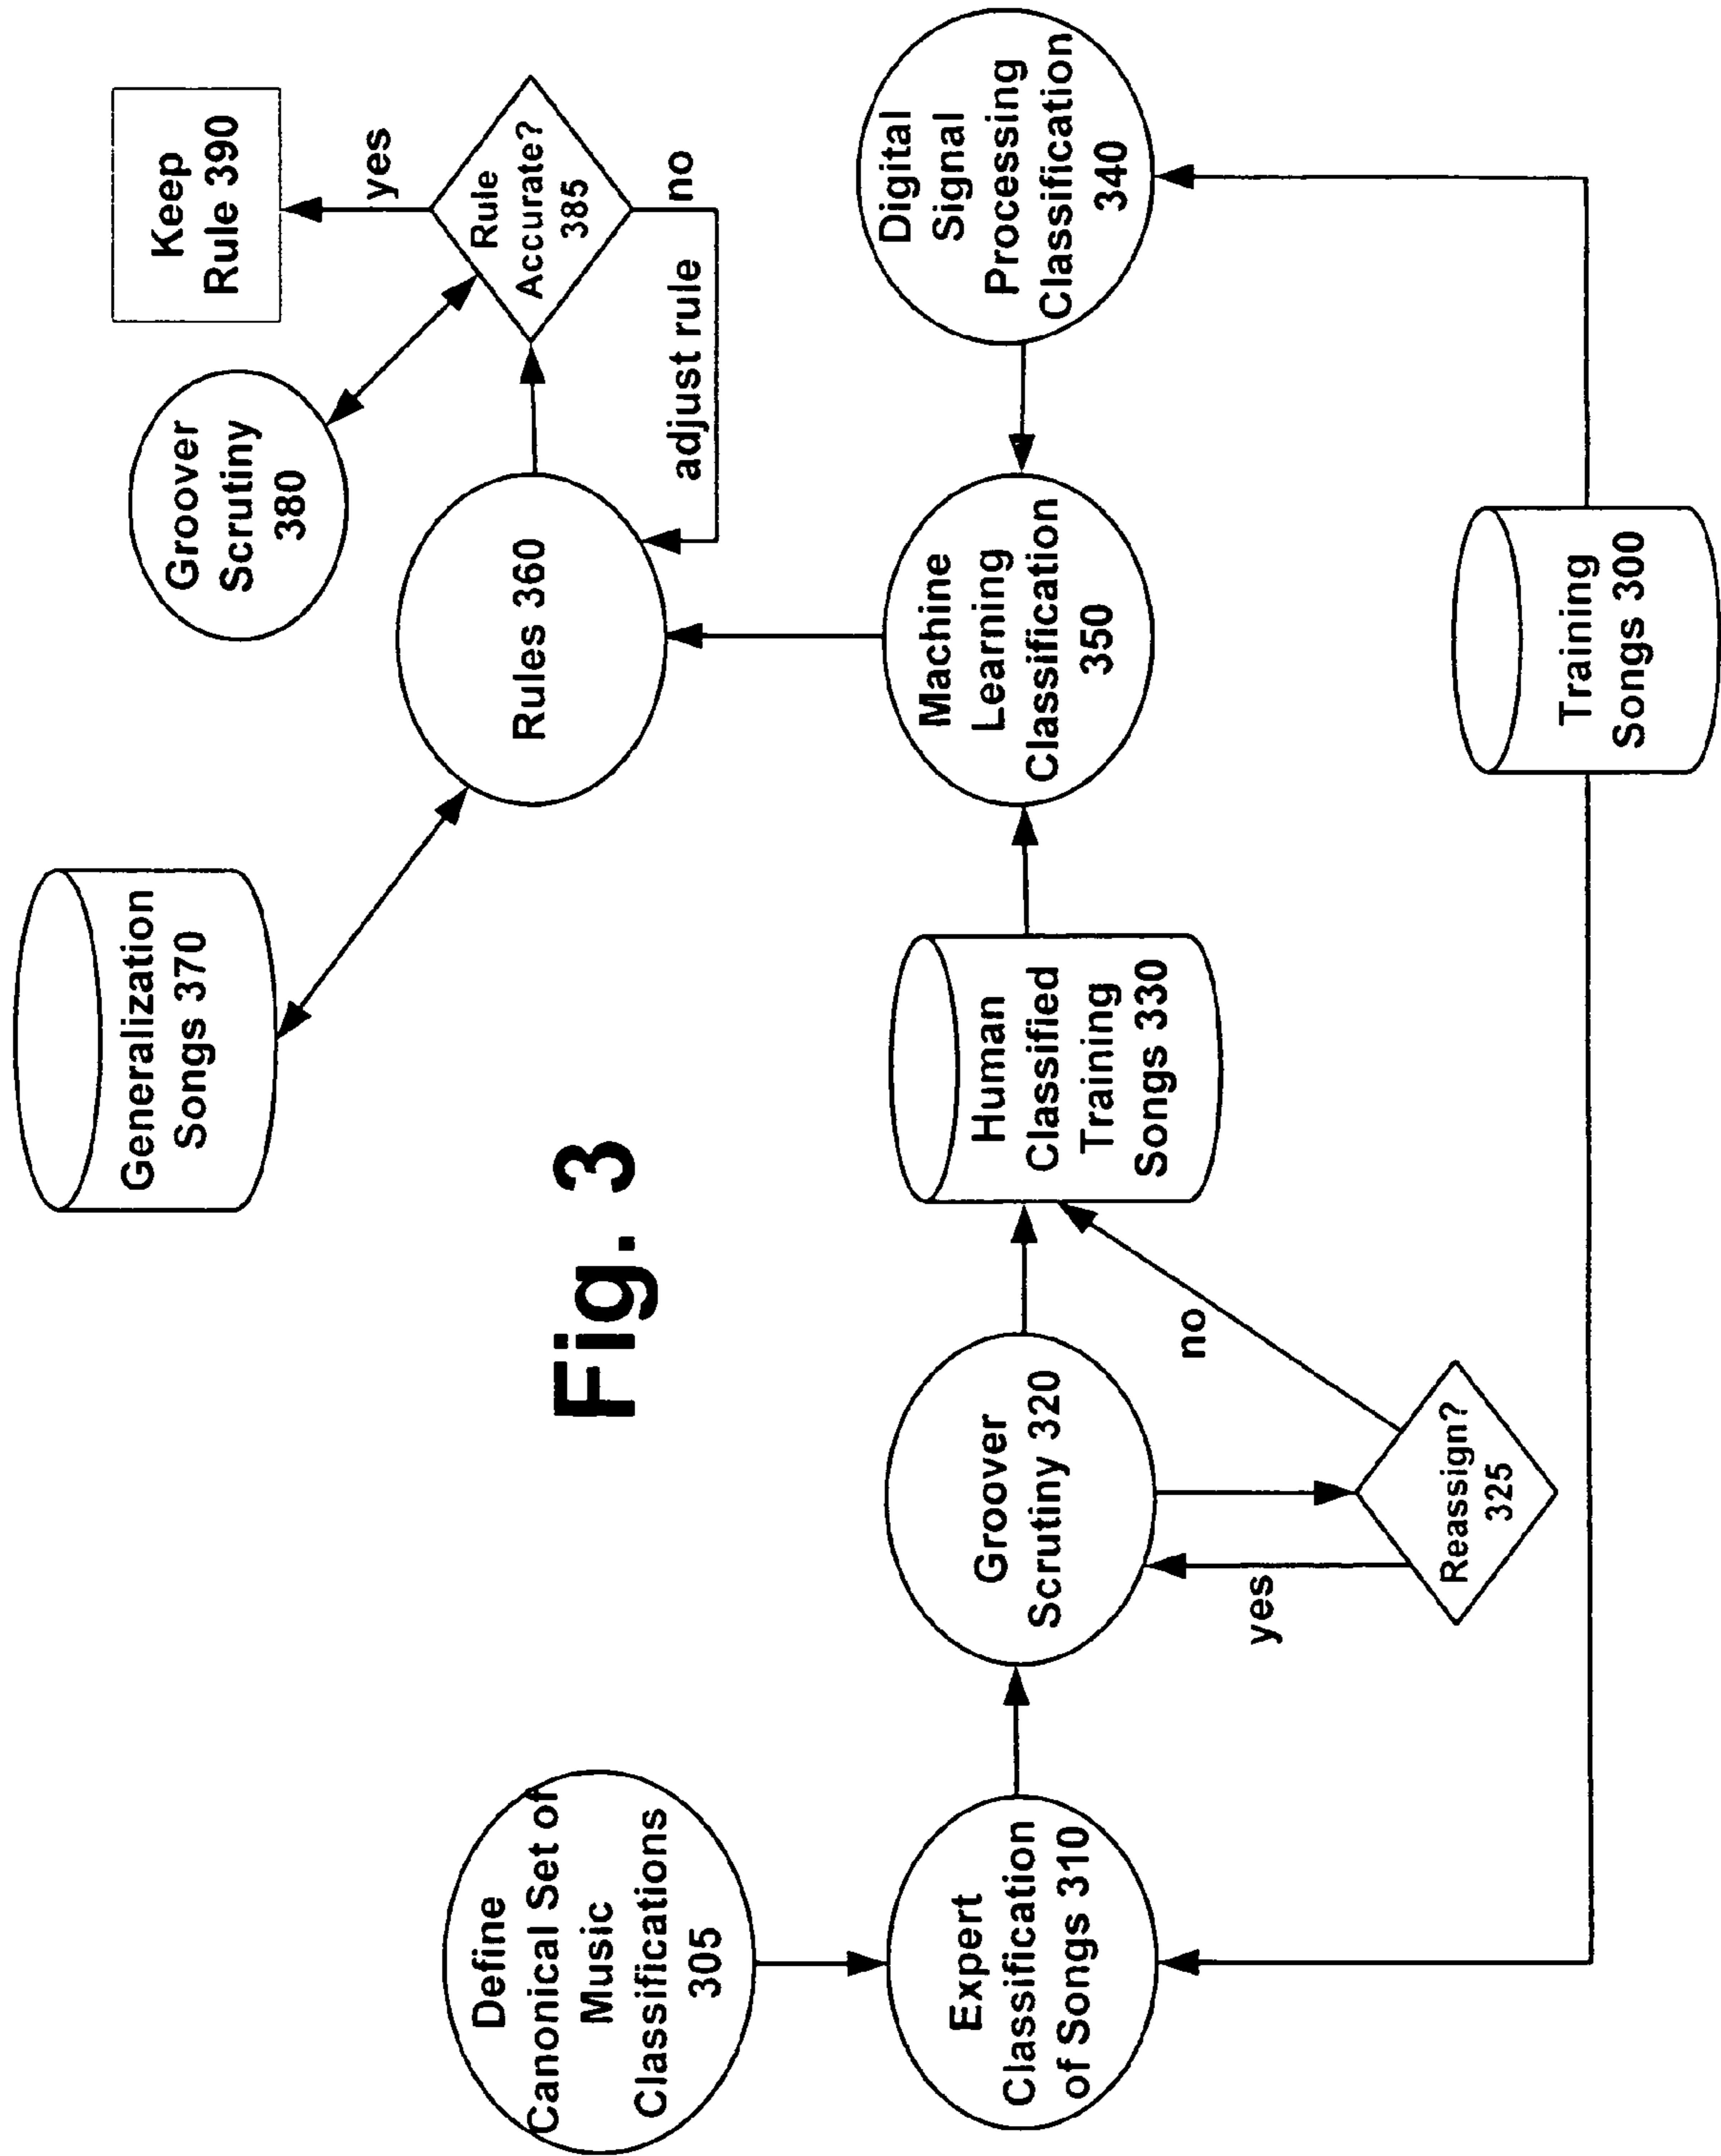 Define
Canonical Set of
Music
Classifications
305
Expert
Classification
of Songs 310
Groover
Scrutiny 320
yes
Reassign?
325
no
Human
Classified
Training
Songs 330
Machine
Learning
Classification
350
Digital
Signal
Processing
Classification
340
Training
Songs 300
Generalization
Songs 370
Rules 360
Groover
Scrutiny
380
Rule
Accurate?
385
yes
no
adjust rule
Keep
Rule 390
Fig. 3